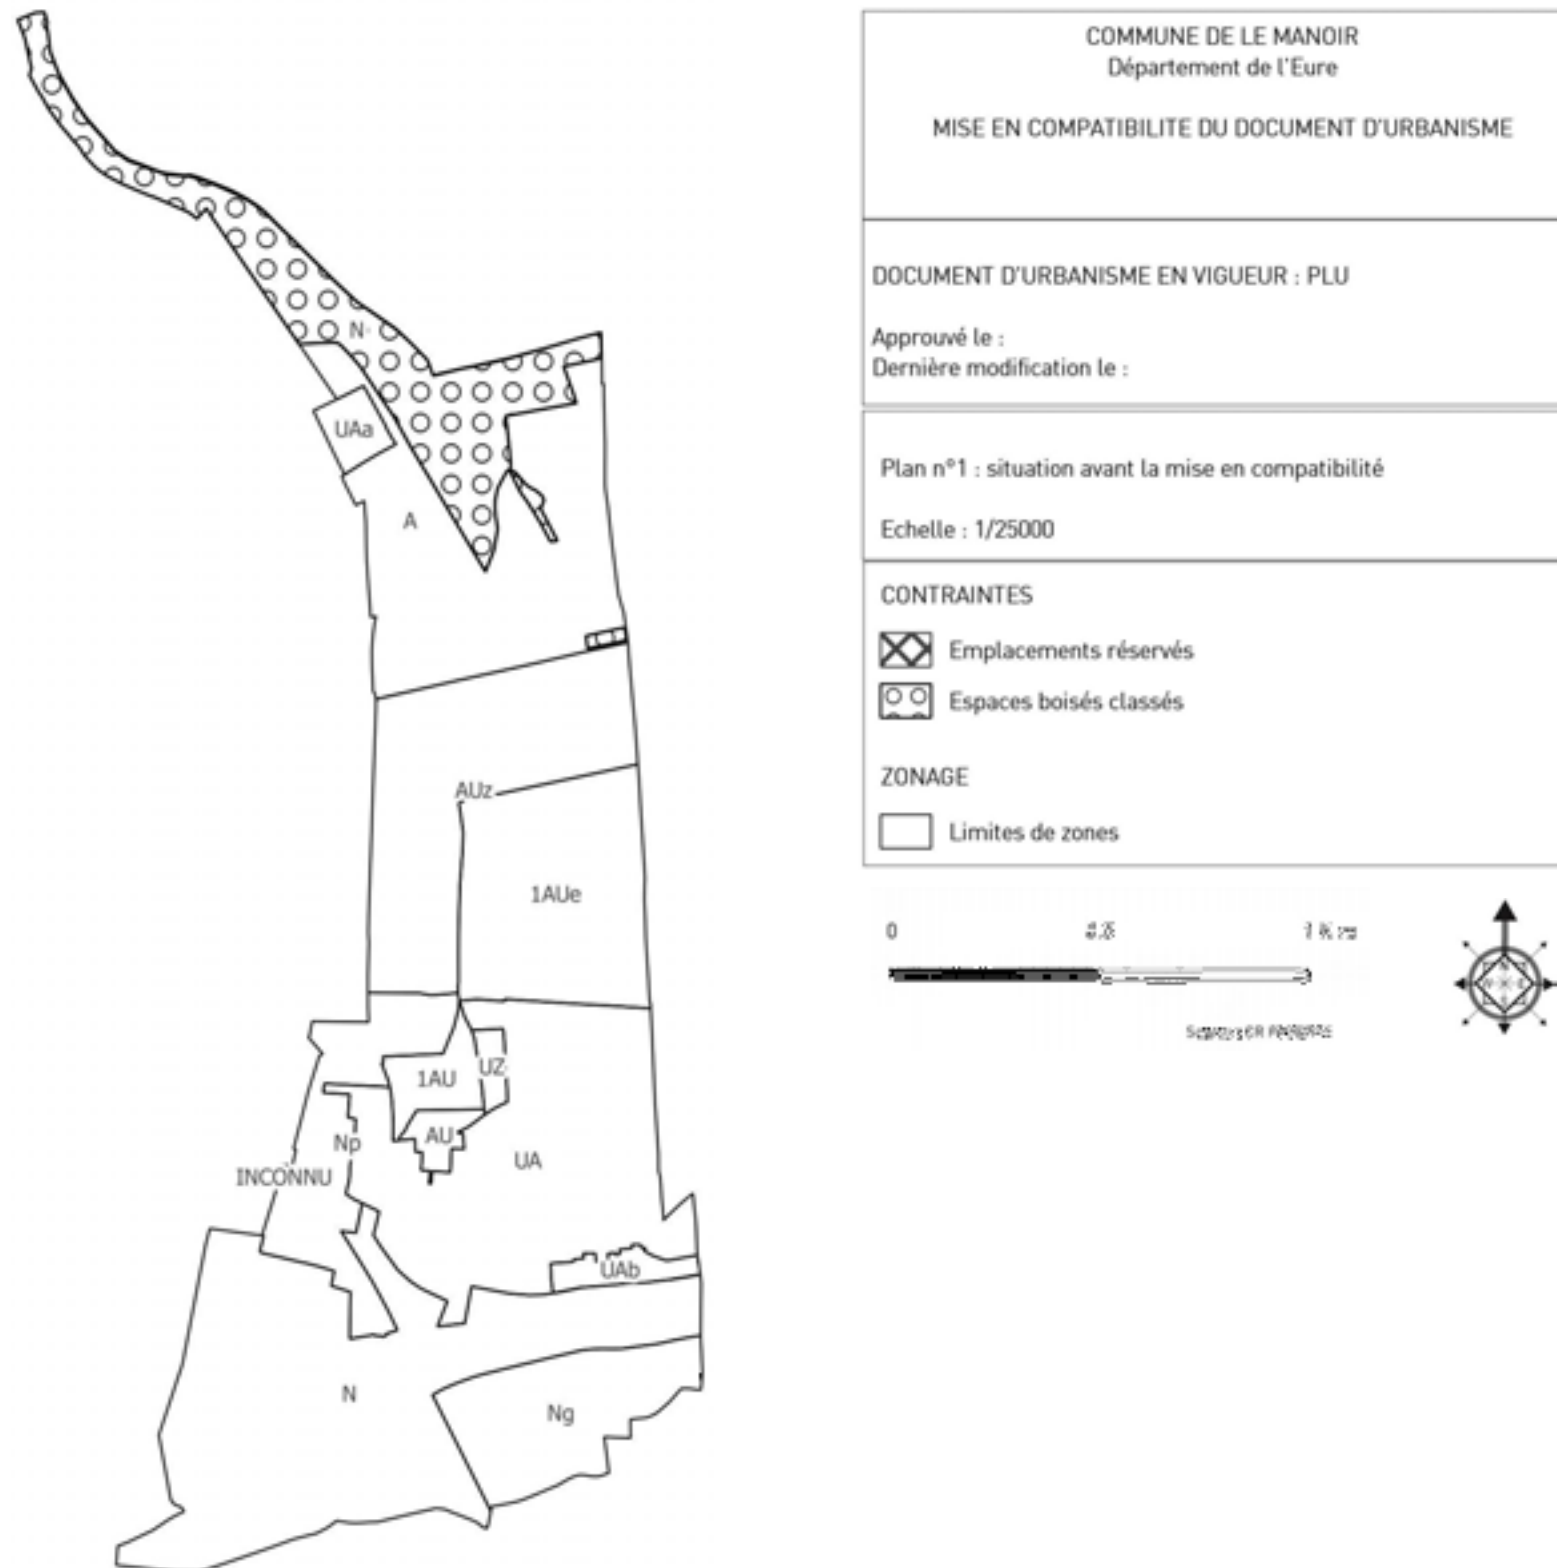 COMMUNE DE LE MANOIR
Département de l'Eure
MISE EN COMPATIBILITE DU DOCUMENT D'URBANISME
DOCUMENT D'URBANISME EN VIGUEUR : PLU
Approuvé le :
Dernière modification le :
Plan n°1 : situation avant la mise en compatibilité
Echelle : 1/25000
CONTRAINTES
Emplacements réservés
Espaces boisés classés
ZONAGE
Limites de zones
0
N
UAa
A
AUz
1AUe
1AU
UZ
AU
Np
UA
INCONNU
UAb
N
Ng